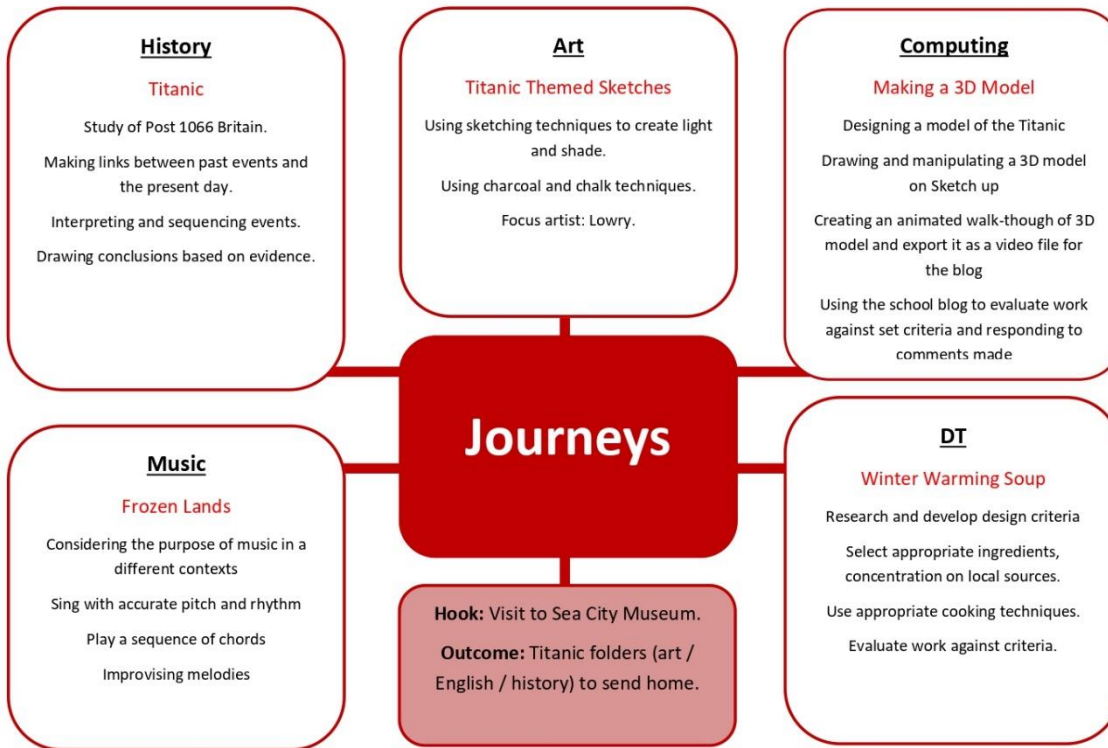 History
Titanic
Study of Post 1066 Britain.
Making links between past events and
the present day.
Interpreting and sequencing events.
Drawing conclusions based on evidence.
Art
Titanic Themed Sketches
Using sketching techniques to create light
and shade.
Using charcoal and chalk techniques.
Focus artist: Lowry.
Computing
Making a 3D Model
Designing a model of the Titanic
Drawing and manipulating a 3D model
on Sketch up
Creating an animated walk-though of 3D
model and export it as a video file for
the blog
Using the school blog to evaluate work
against set criteria and responding to
comments made
Journeys
Music
Frozen Lands
Considering the purpose of music in a
different contexts
Sing with accurate pitch and rhythm
Play a sequence of chords
Improvising melodies
Hook: Visit to Sea City Museum.
Outcome: Titanic folders (art /
English / history) to send home.
DT
Winter Warming Soup
Research and develop design criteria
Select appropriate ingredients,
concentration on local sources.
Use appropriate cooking techniques.
Evaluate work against criteria.